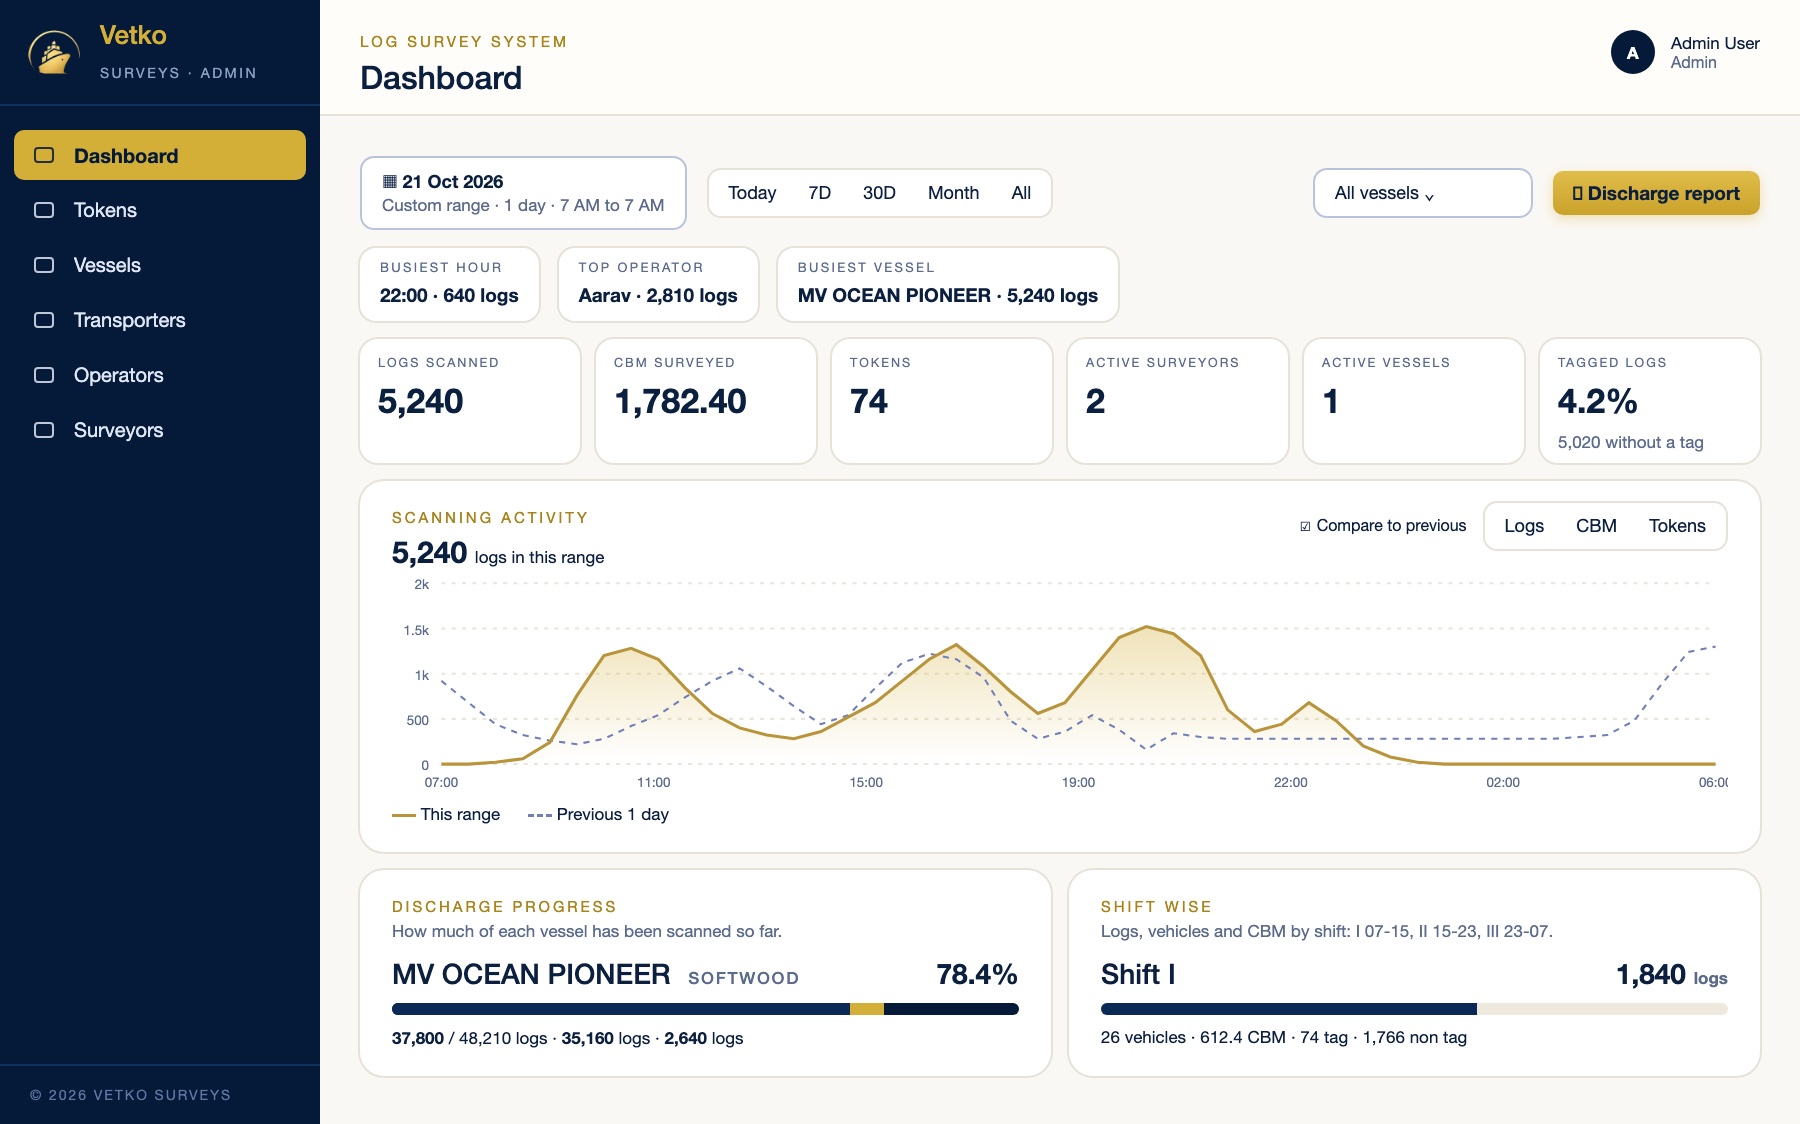 Vetko
SURVEYS · ADMIN
Dashboard
Tokens
Vessels
Transporters
Operators
Surveyors
© 2026 VETKO SURVEYS
LOG SURVEY SYSTEM
Dashboard
A
Admin User
Admin
21 Oct 2026
Custom range · 1 day · 7 AM to 7 AM
Today 7D 30D Month All
All vessels
Discharge report
BUSIEST HOUR
22:00 · 640 logs
TOP OPERATOR
Aarav · 2,810 logs
BUSIEST VESSEL
MV OCEAN PIONEER · 5,240 logs
LOGS SCANNED
5,240
CBM SURVEYED
1,782.40
TOKENS
74
ACTIVE SURVEYORS
2
ACTIVE VESSELS
1
TAGGED LOGS
4.2%
5,020 without a tag
SCANNING ACTIVITY
5,240 logs in this range
Compare to previous
Logs CBM Tokens
2k
1.5k
1k
500
0
07:00 11:00 15:00 19:00 22:00 02:00 06:00
This range Previous 1 day
DISCHARGE PROGRESS
How much of each vessel has been scanned so far.
MV OCEAN PIONEER SOFTWOOD 78.4%
37,800 / 48,210 logs · 35,160 logs · 2,640 logs
SHIFT WISE
Logs, vehicles and CBM by shift: I 07-15, II 15-23, III 23-07.
Shift I 1,840 logs
26 vehicles · 612.4 CBM · 74 tag · 1,766 non tag